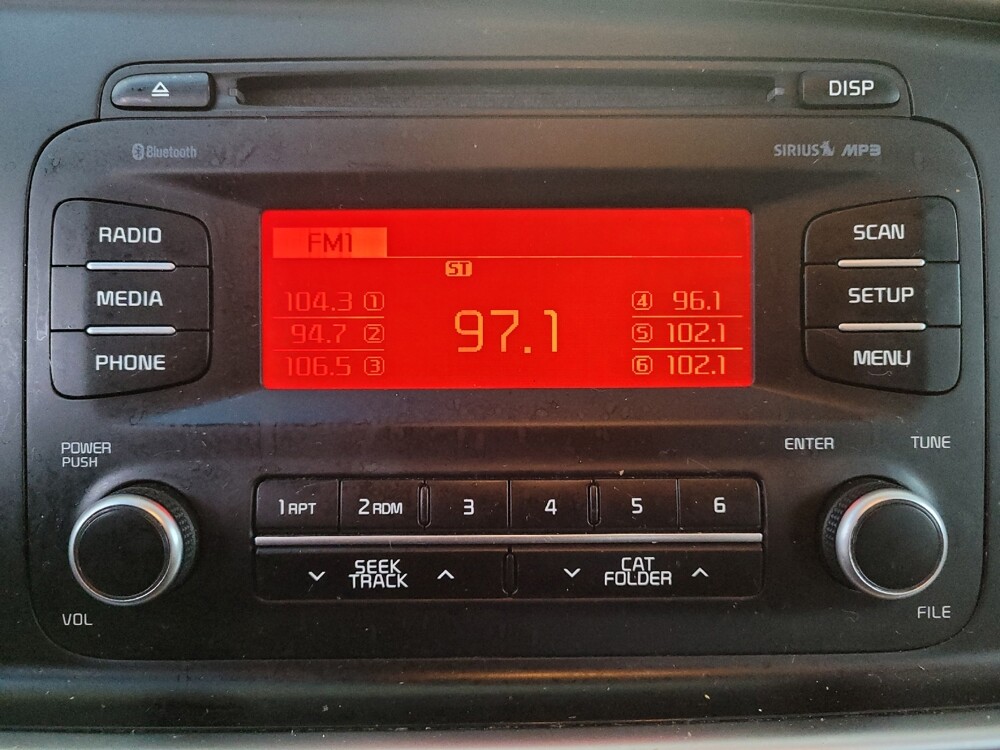 DISP
Bluetooth
SIRIUS MP3
RADIO
MEDIA
PHONE
FM1
ST
104.3 1
94.7 2
106.5 3
97.1
4 96.1
5 102.1
6 102.1
SCAN
SETUP
MENU
POWER
PUSH
VOL
1 RPT
2 RDM
3
4
5
6
SEEK
TRACK
CAT
FOLDER
ENTER
TUNE
FILE